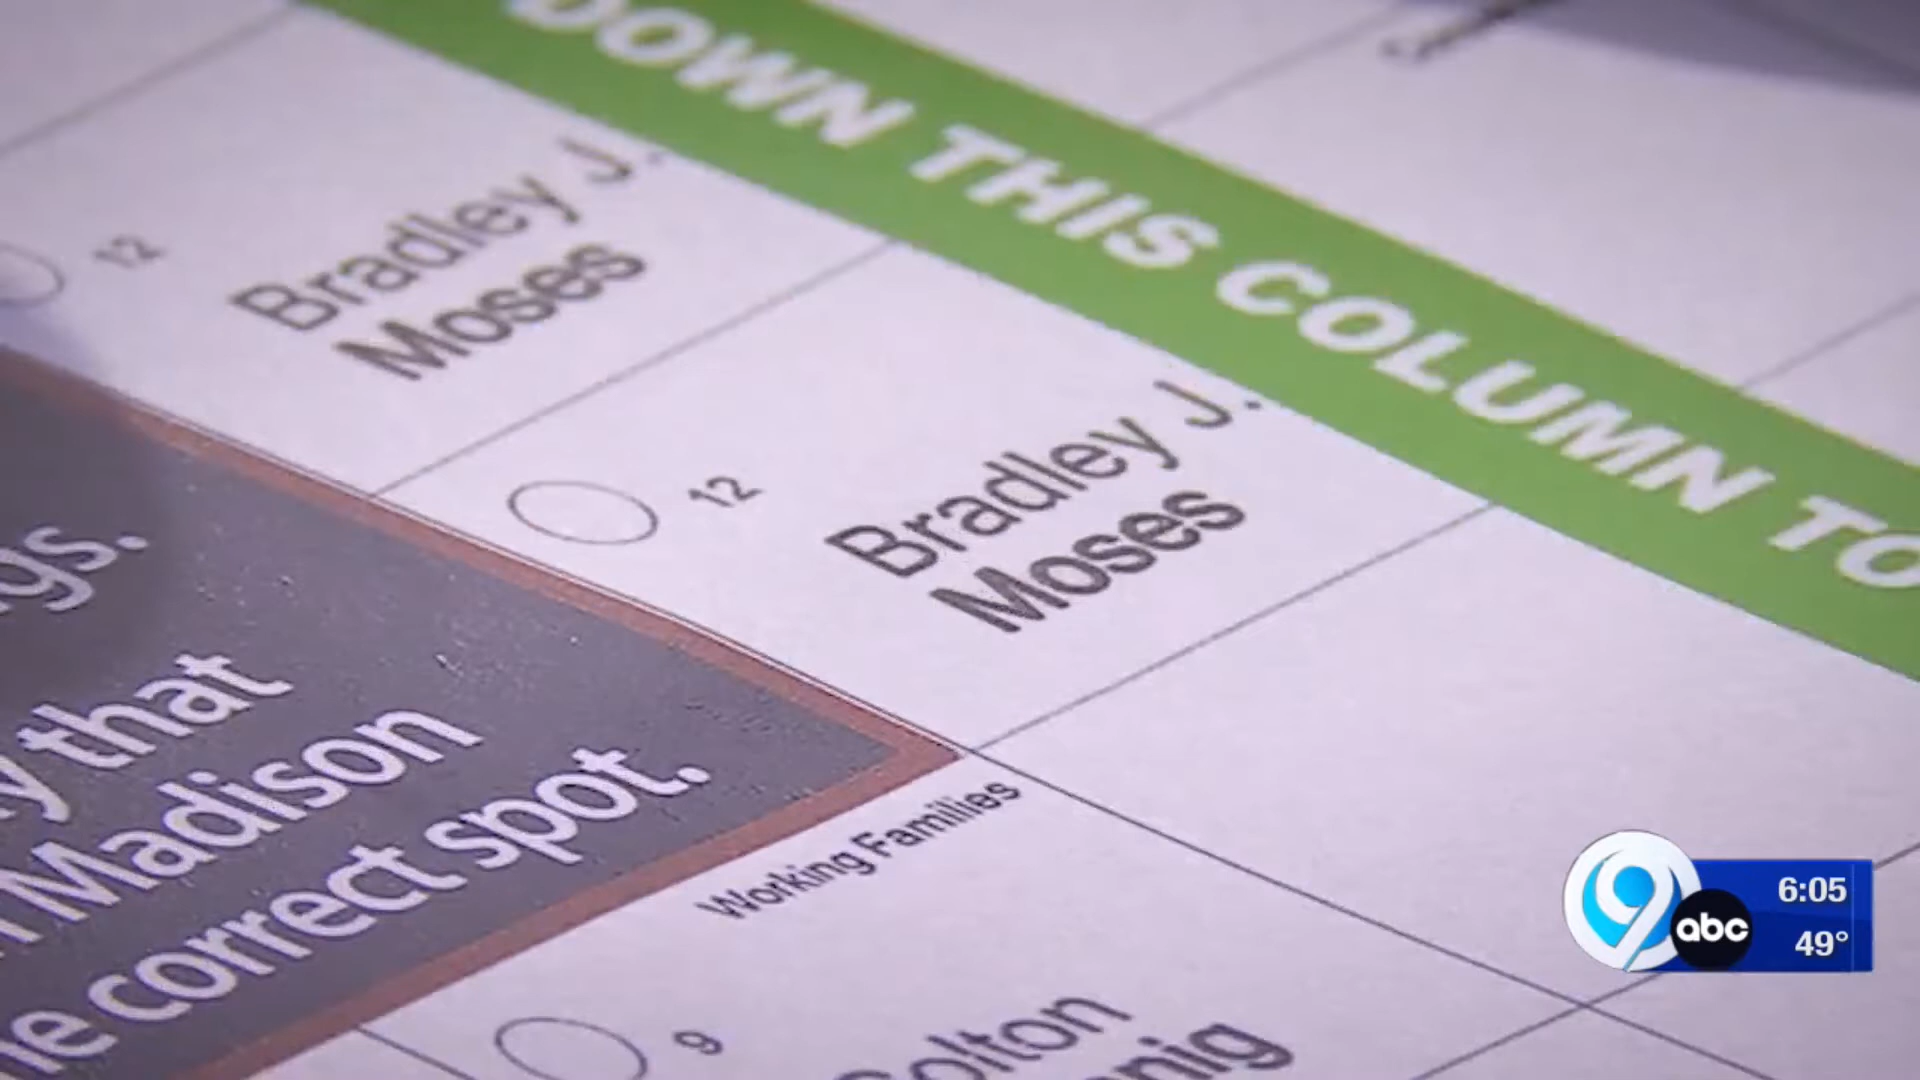 DOWN THIS COLUMN TO
12
Bradley J.
Moses
12
Bradley J.
Moses
that
Madison
correct spot.
Working Families
9
9
abc
6:05
49°